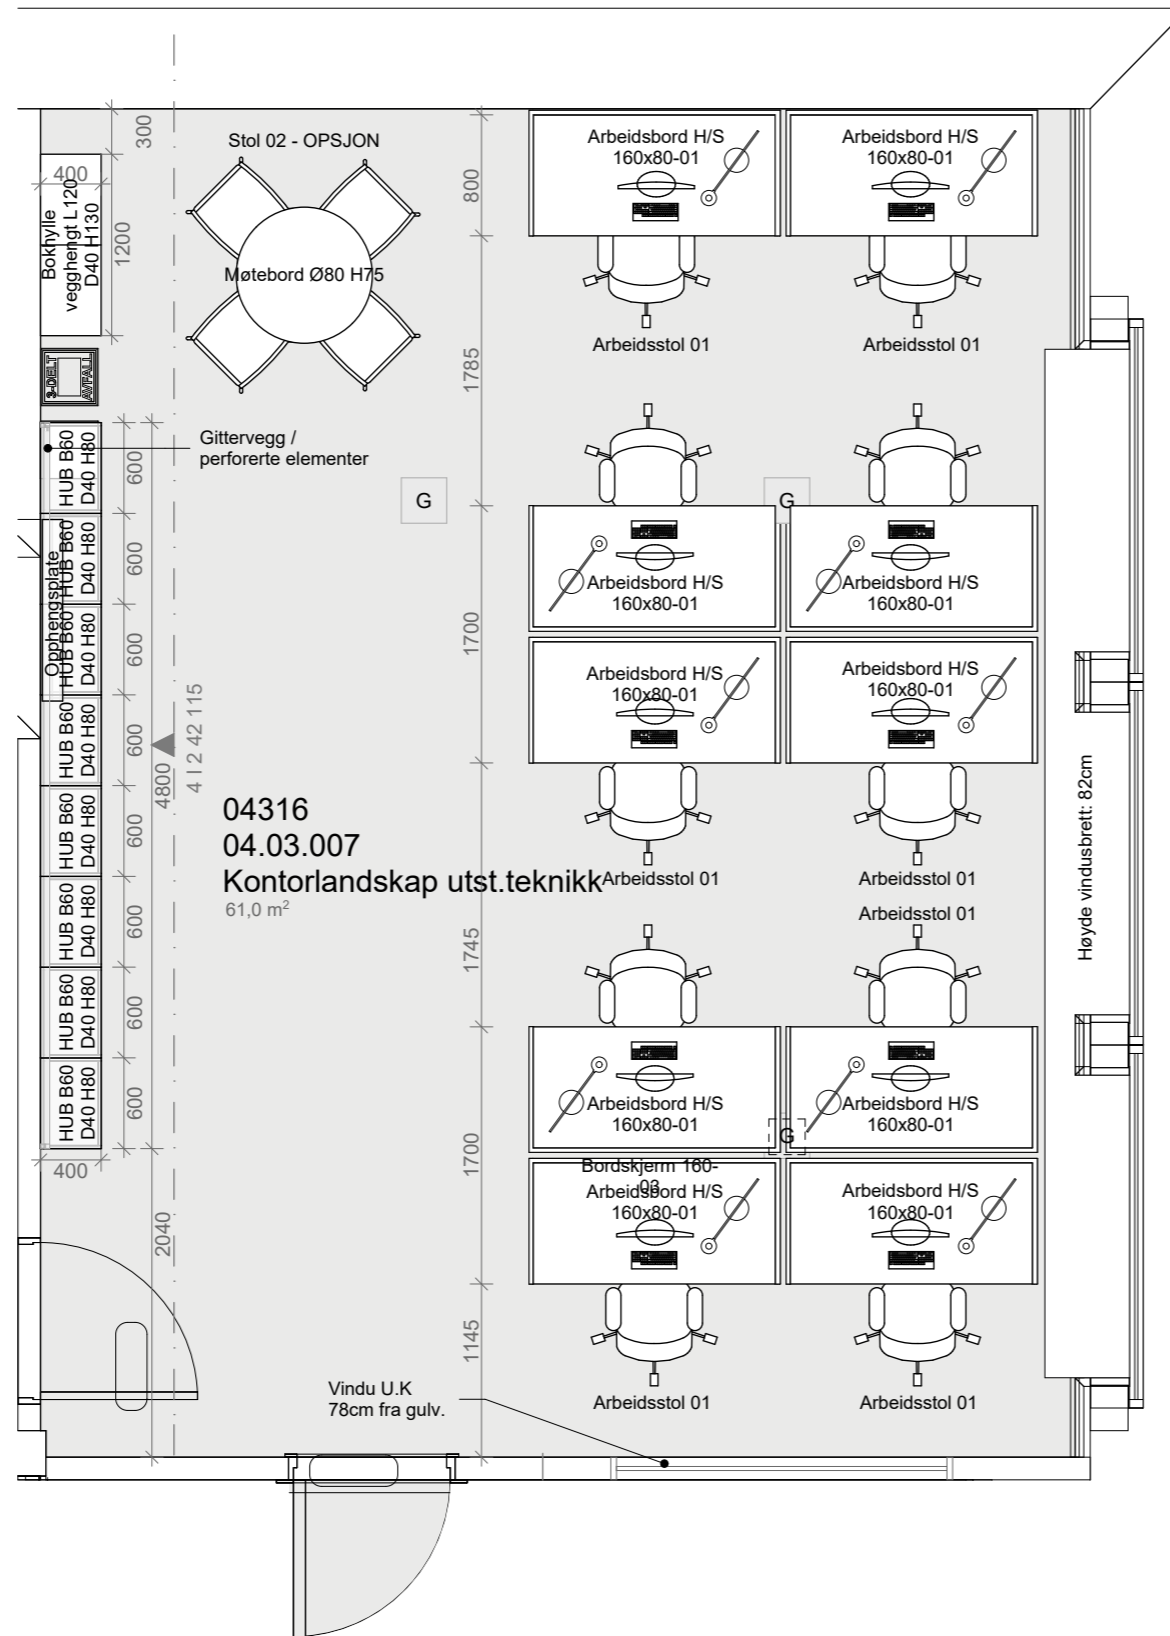 300
Stol 02 - OPSJON
Arbeidsbord H/S
160x80-01
Arbeidsbord H/S
160x80-01
400
Bokhylle
vegghengt L120
D40 H130
1200
800
Møtebord Ø80 H75
Arbeidsstol 01
Arbeidsstol 01
3-DELT
AVFALL
1785
Gittervegg /
perforerte elementer
HUB B60
D40 H80
600
G
G
Opphengsplate
HUB B60
D40 H80
600
Arbeidsbord H/S
160x80-01
Arbeidsbord H/S
160x80-01
HUB B60
D40 H80
600
1700
Arbeidsbord H/S
160x80-01
Arbeidsbord H/S
160x80-01
HUB B60
D40 H80
600
4800
4 I 2 42 115
04316
04.03.007
Kontorlandskap utst.teknikk
61,0 m²
HUB B60
D40 H80
600
Arbeidsstol 01
Arbeidsstol 01
Arbeidsstol 01
Høyde vindusbrett: 82cm
HUB B60
D40 H80
600
1745
HUB B60
D40 H80
600
HUB B60
D40 H80
600
400
Arbeidsbord H/S
160x80-01
Arbeidsbord H/S
160x80-01
G
1700
Bordskjerm 160-
03
Arbeidsbord H/S
160x80-01
Arbeidsbord H/S
160x80-01
2040
1145
Vindu U.K
78cm fra gulv.
Arbeidsstol 01
Arbeidsstol 01